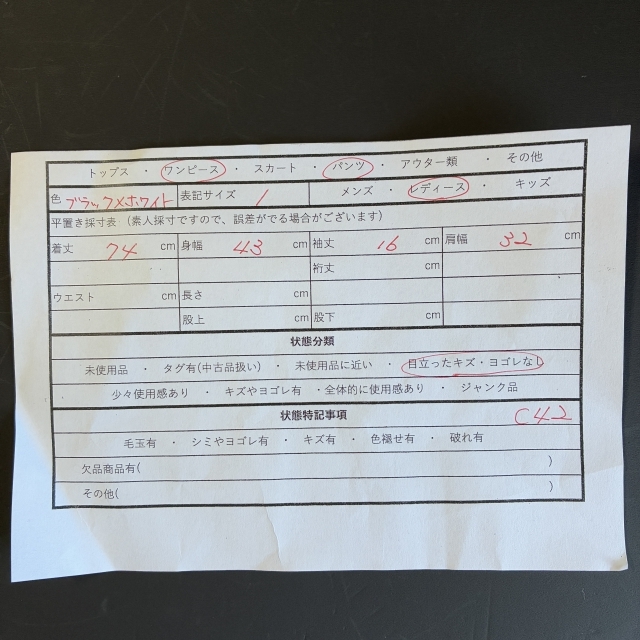 トップス ・ ワンピース ・ スカート ・ パンツ ・ アウター類 ・ その他
色 ブラック×ホワイト 表記サイズ 1 メンズ ・ レディース ・ キッズ
平置き採寸表（素人採寸ですので、誤差がでる場合がございます）
着丈 74 cm 身幅 43 cm 袖丈 16 cm 肩幅 32 cm
裄丈 cm
ウエスト cm 長さ cm
股上 cm 股下 cm
状態分類
未使用品 ・ タグ有(中古品扱い) ・ 未使用品に近い ・ 目立ったキズ・ヨゴレなし
少々使用感あり ・ キズやヨゴレ有 ・全体的に使用感あり ・ ジャンク品
状態特記事項 C42
毛玉有 ・ シミやヨゴレ有 ・ キズ有 ・ 色褪せ有 ・ 破れ有
欠品商品有( )
その他( )